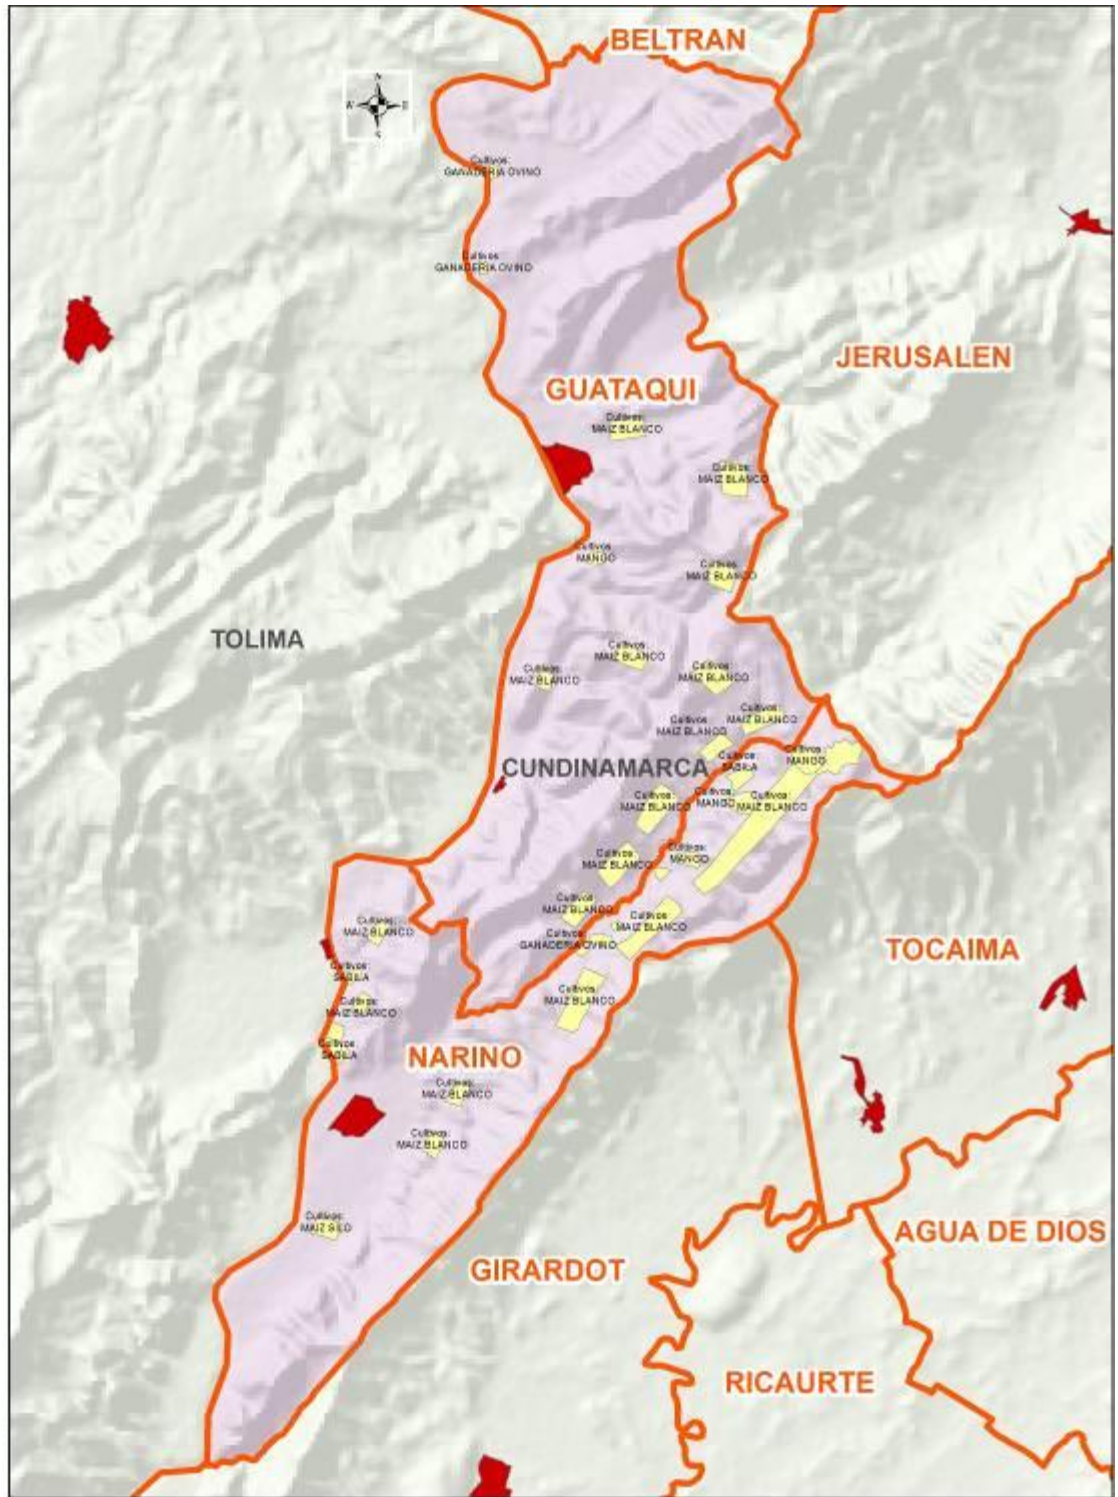 BELTRAN
N
W
E
S
Cultivos:
GANADERIA OVINO
Cultivos
GANADERIA OVINO
JERUSALEN
GUATAQUI
Cultivos:
MAIZ BLANCO
Cultivos:
MAIZ BLANCO
Cultivos
MANGO
Cultivos:
MAIZ BLANCO
TOLIMA
Cultivos:
MAIZ BLANCO
Cultivos:
MAIZ BLANCO
Cultivos:
MAIZ BLANCO
Cultivos:
MAIZ BLANCO
Cultivos
MAIZ BLANCO
Cultivos
MANGO
Cultivos
SABILA
CUNDINAMARCA
Cultivos:
MAIZ BLANCO
Cultivos
MANGO
Cultivos:
MAIZ BLANCO
Cultivos:
MAIZ BLANCO
Cultivos:
MANGO
Cultivos
MAIZ BLANCO
Cultivos
MAIZ BLANCO
Cultivos:
MAIZ BLANCO
Cultivos
GANADERIA OVINO
TOCAIMA
Cultivos:
SABILA
Cultivos:
MAIZ BLANCO
Cultivos:
MAIZ BLANCO
Cultivos
SABILA
NARINO
Cultivos:
MAIZ BLANCO
Cultivos:
MAIZ BLANCO
Cultivos:
MAIZ SILO
AGUA DE DIOS
GIRARDOT
RICAURTE